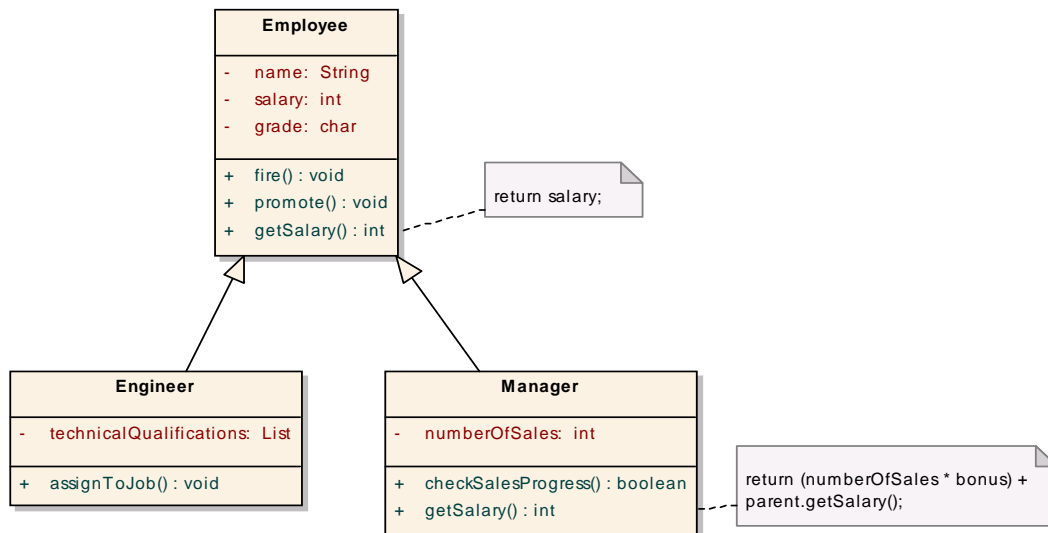 Employee
- name: String
- salary: int
- grade: char
+ fire() : void
+ promote() : void
+ getSalary() : int
return salary;
Engineer
- technicalQualifications: List
+ assignToJob() : void
Manager
- numberOfSales: int
+ checkSalesProgress() : boolean
+ getSalary() : int
return (numberOfSales * bonus) +
parent.getSalary();